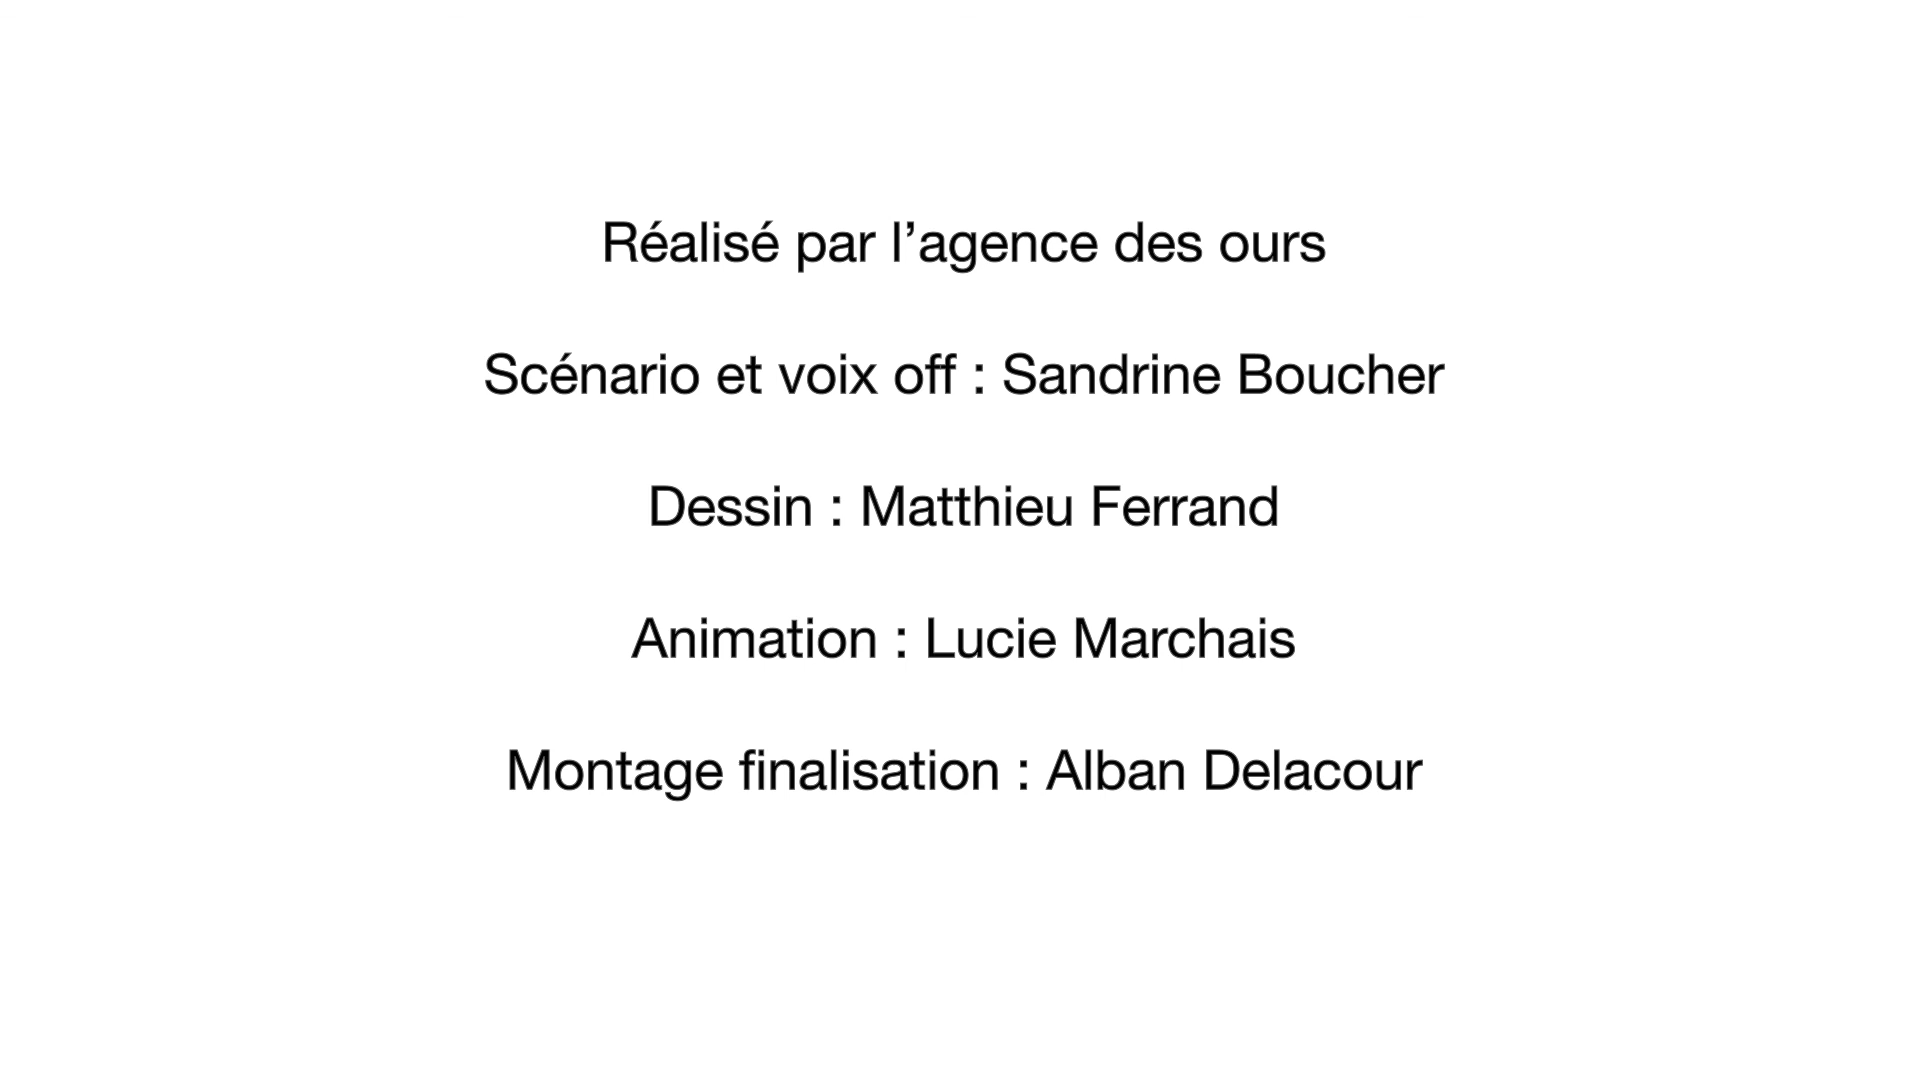 Réalisé par l’agence des ours
Scénario et voix off : Sandrine Boucher
Dessin : Matthieu Ferrand
Animation : Lucie Marchais
Montage finalisation : Alban Delacour